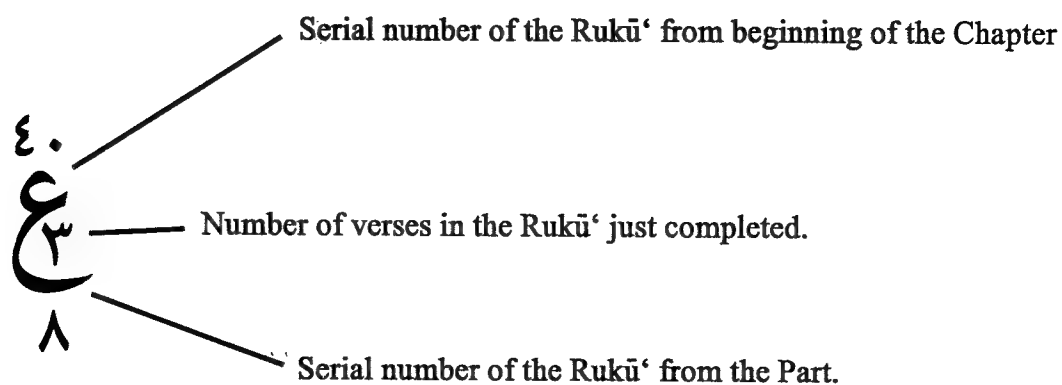 Serial number of the Rukū‘ from beginning of the Chapter
٤٠
ع
٣
Number of verses in the Rukū‘ just completed.
٨
Serial number of the Rukū‘ from the Part.